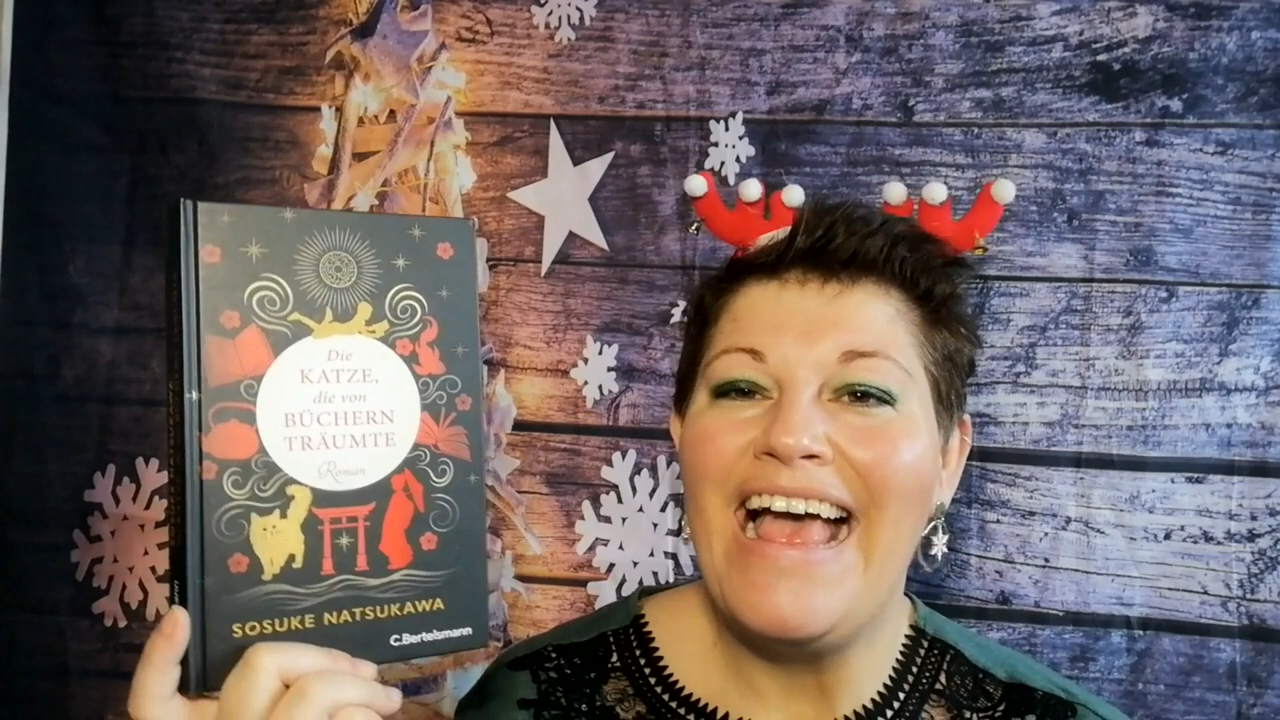 Die
KATZE,
die von
BÜCHERN
TRÄUMTE
Roman
SOSUKE NATSUKAWA
C.Bertelsmann